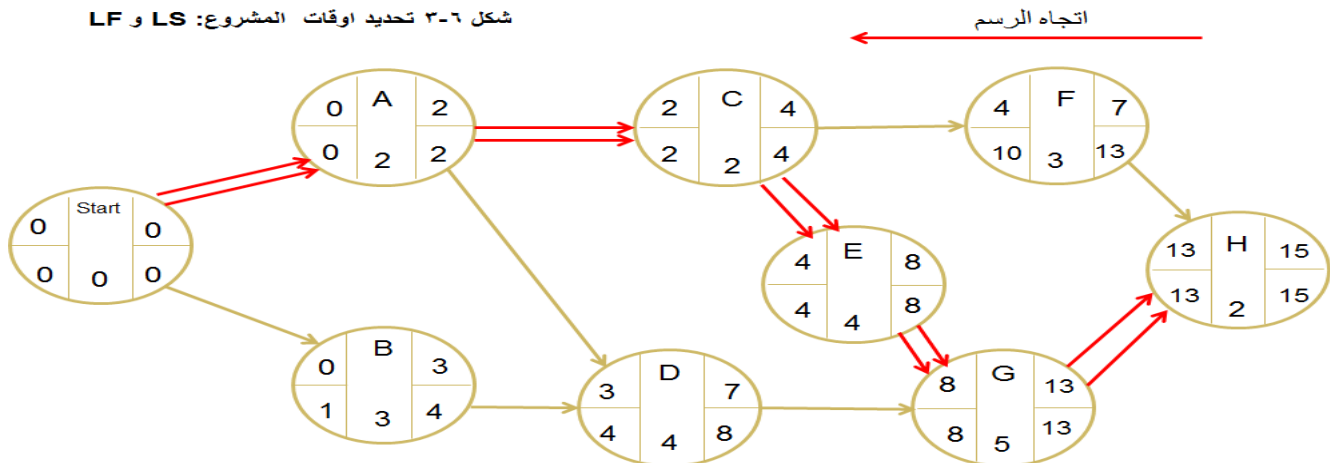 شكل ٦-٣ تحديد اوقات المشروع: LS و LF
اتجاه الرسم
Start
0 0
0 0 0
A
0 2
0 2 2
B
0 3
1 3 4
C
2 4
2 2 4
D
3 7
4 4 8
E
4 8
4 4 8
F
4 7
10 3 13
G
8 13
8 5 13
H
13 15
13 2 15